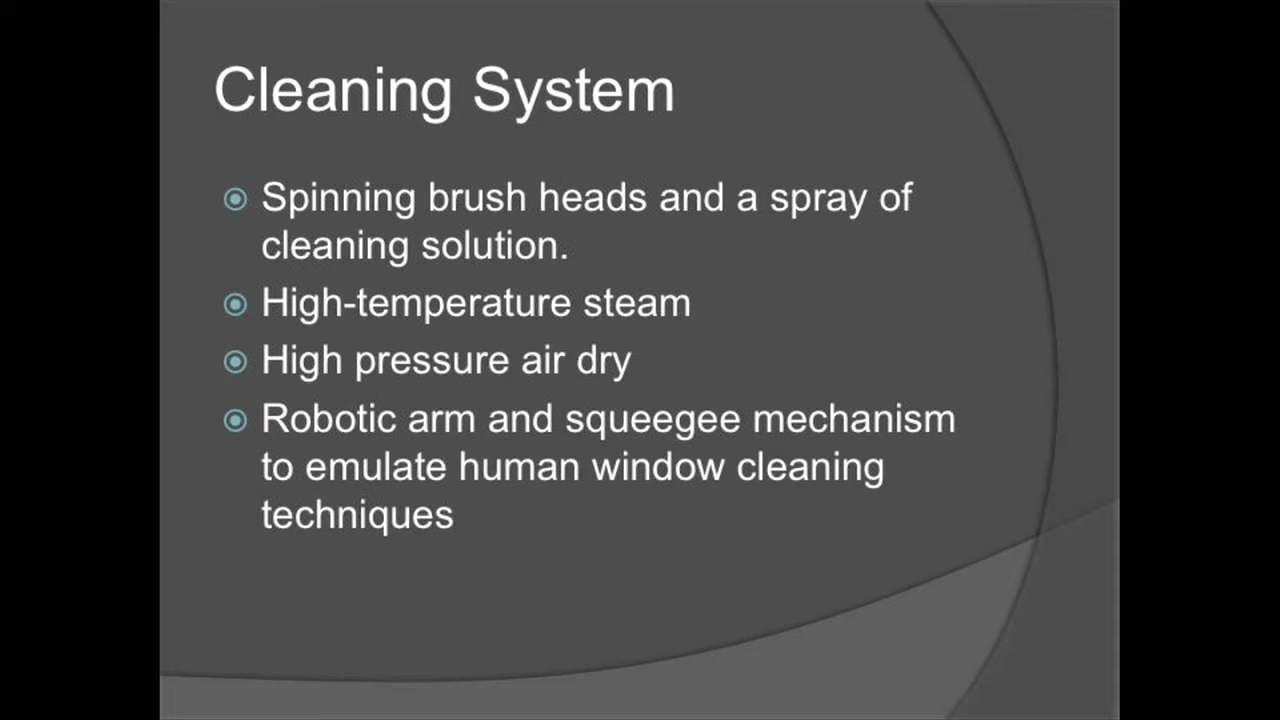 Cleaning System
Spinning brush heads and a spray of
cleaning solution.
High-temperature steam
High pressure air dry
Robotic arm and squeegee mechanism
to emulate human window cleaning
techniques